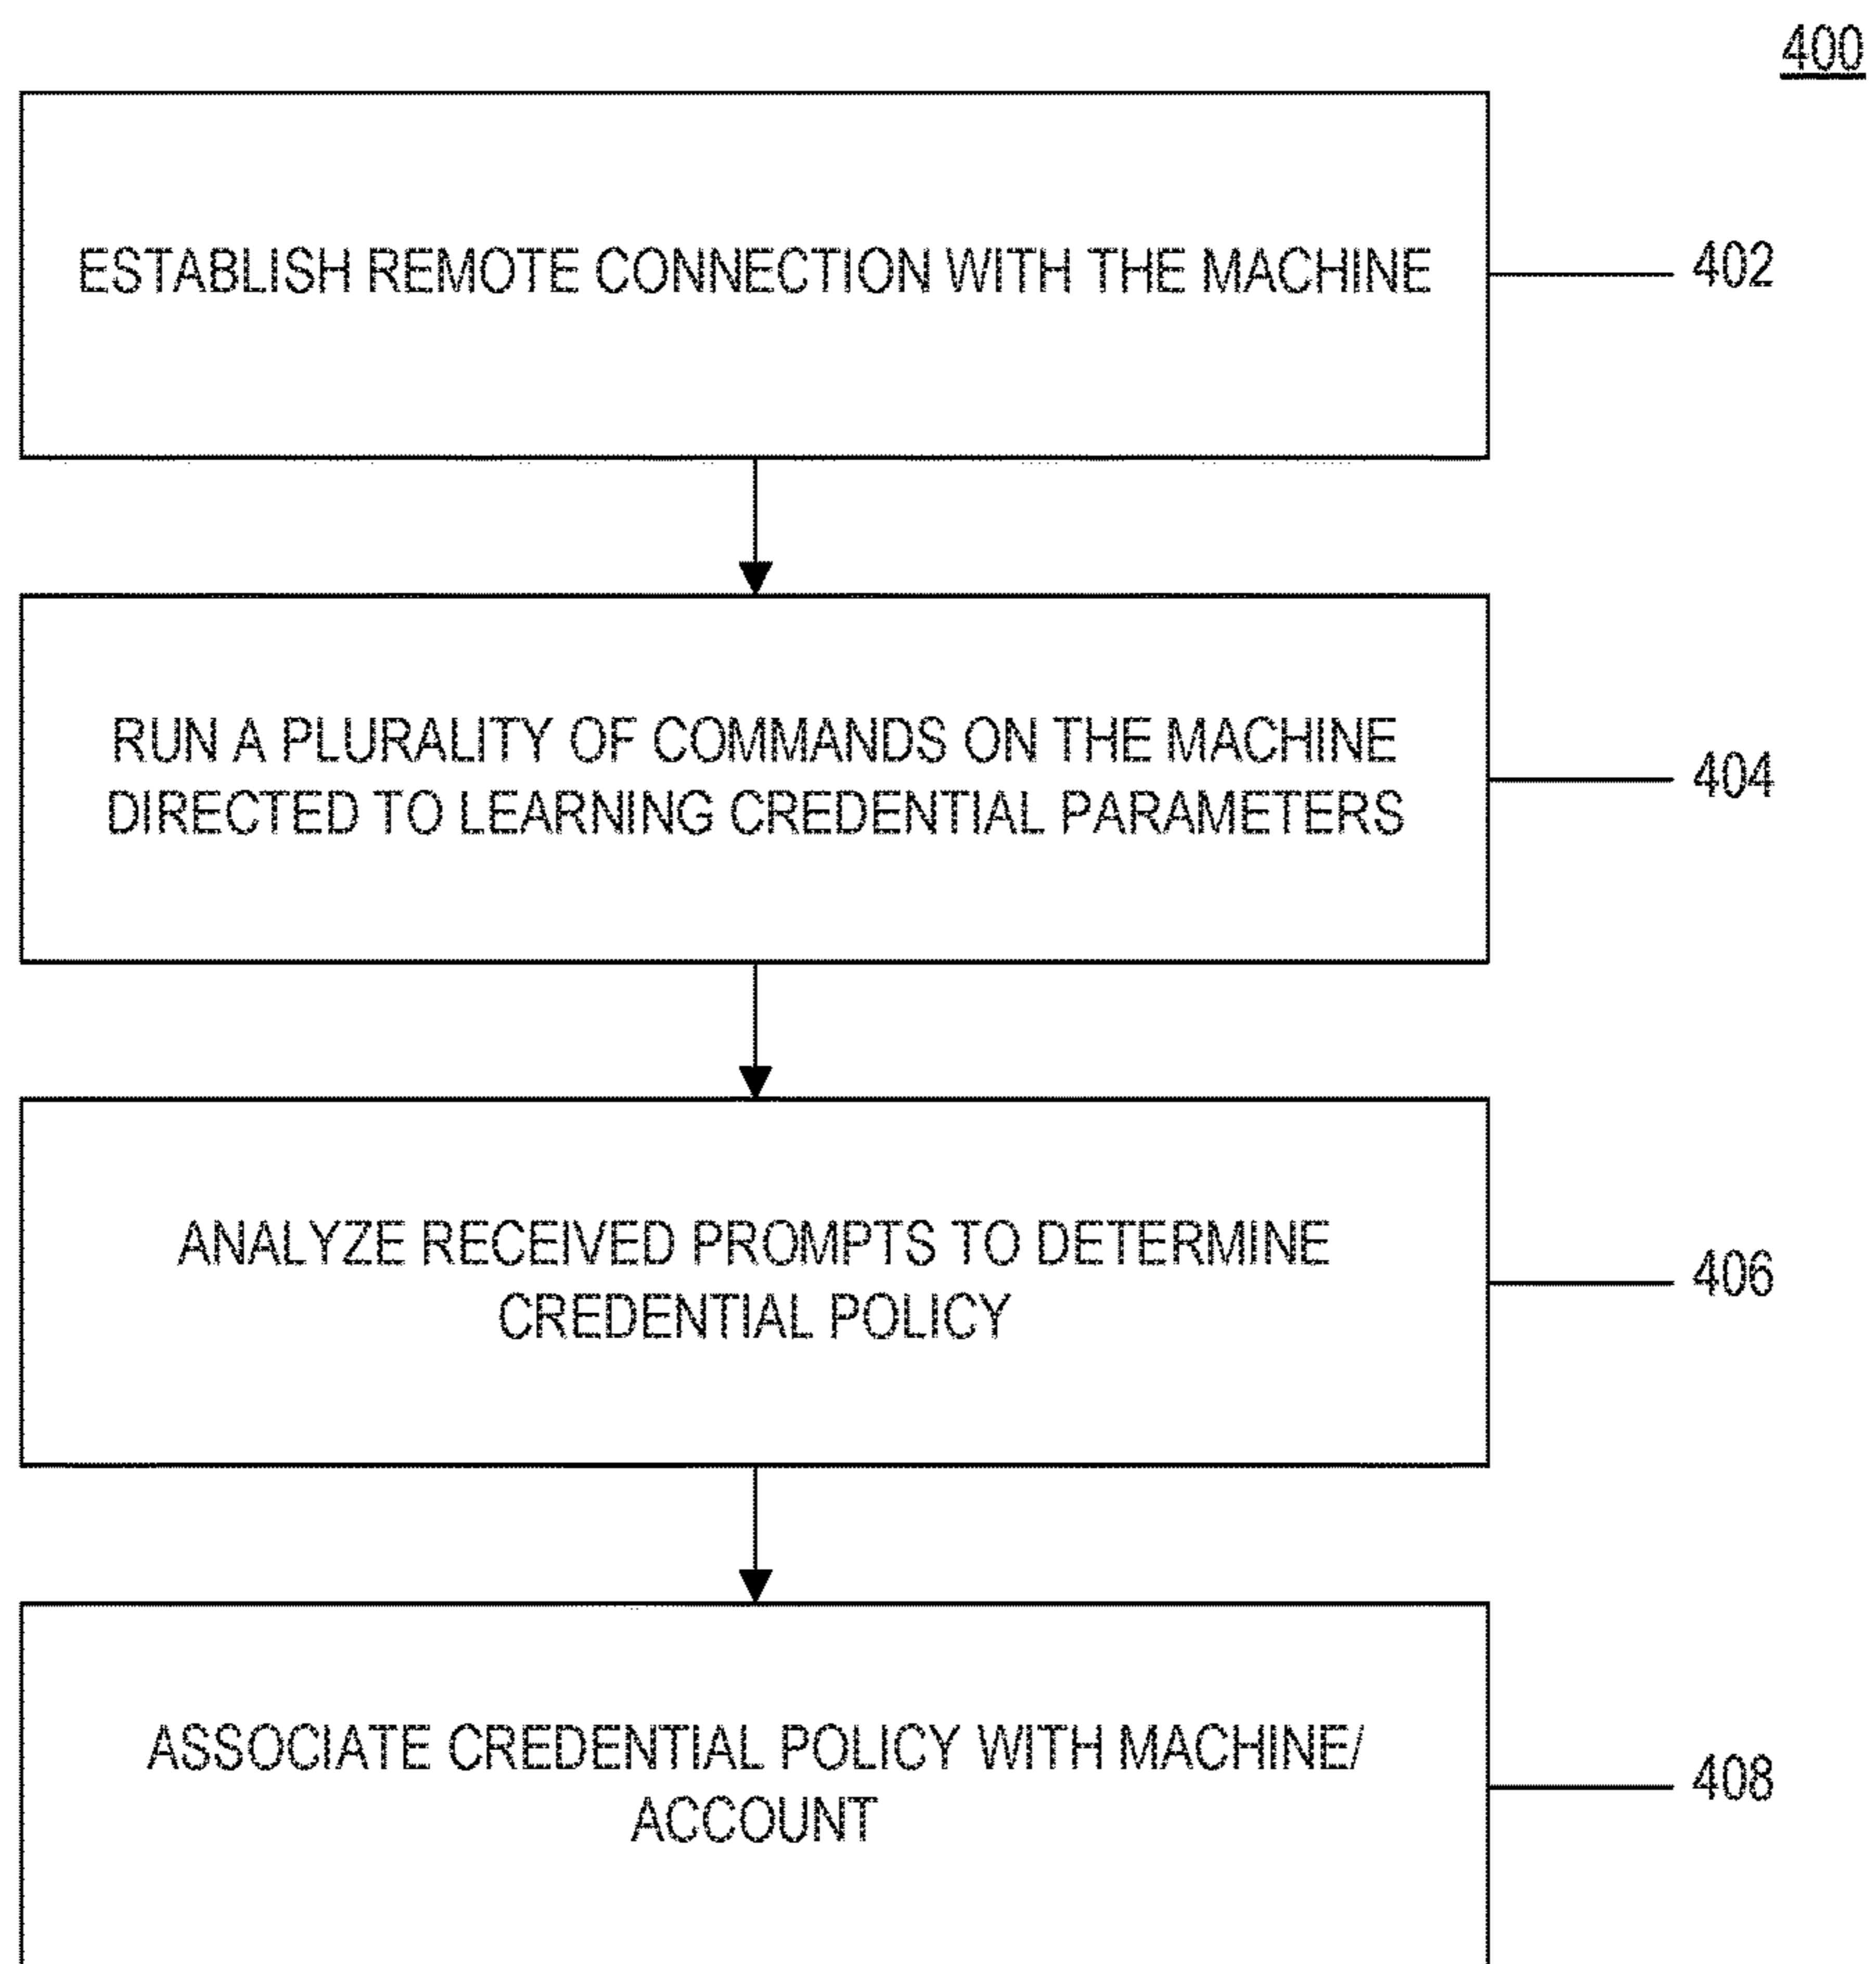 400
ESTABLISH REMOTE CONNECTION WITH THE MACHINE
402
RUN A PLURALITY OF COMMANDS ON THE MACHINE
DIRECTED TO LEARNING CREDENTIAL PARAMETERS
404
ANALYZE RECEIVED PROMPTS TO DETERMINE
CREDENTIAL POLICY
406
ASSOCIATE CREDENTIAL POLICY WITH MACHINE/
ACCOUNT
408